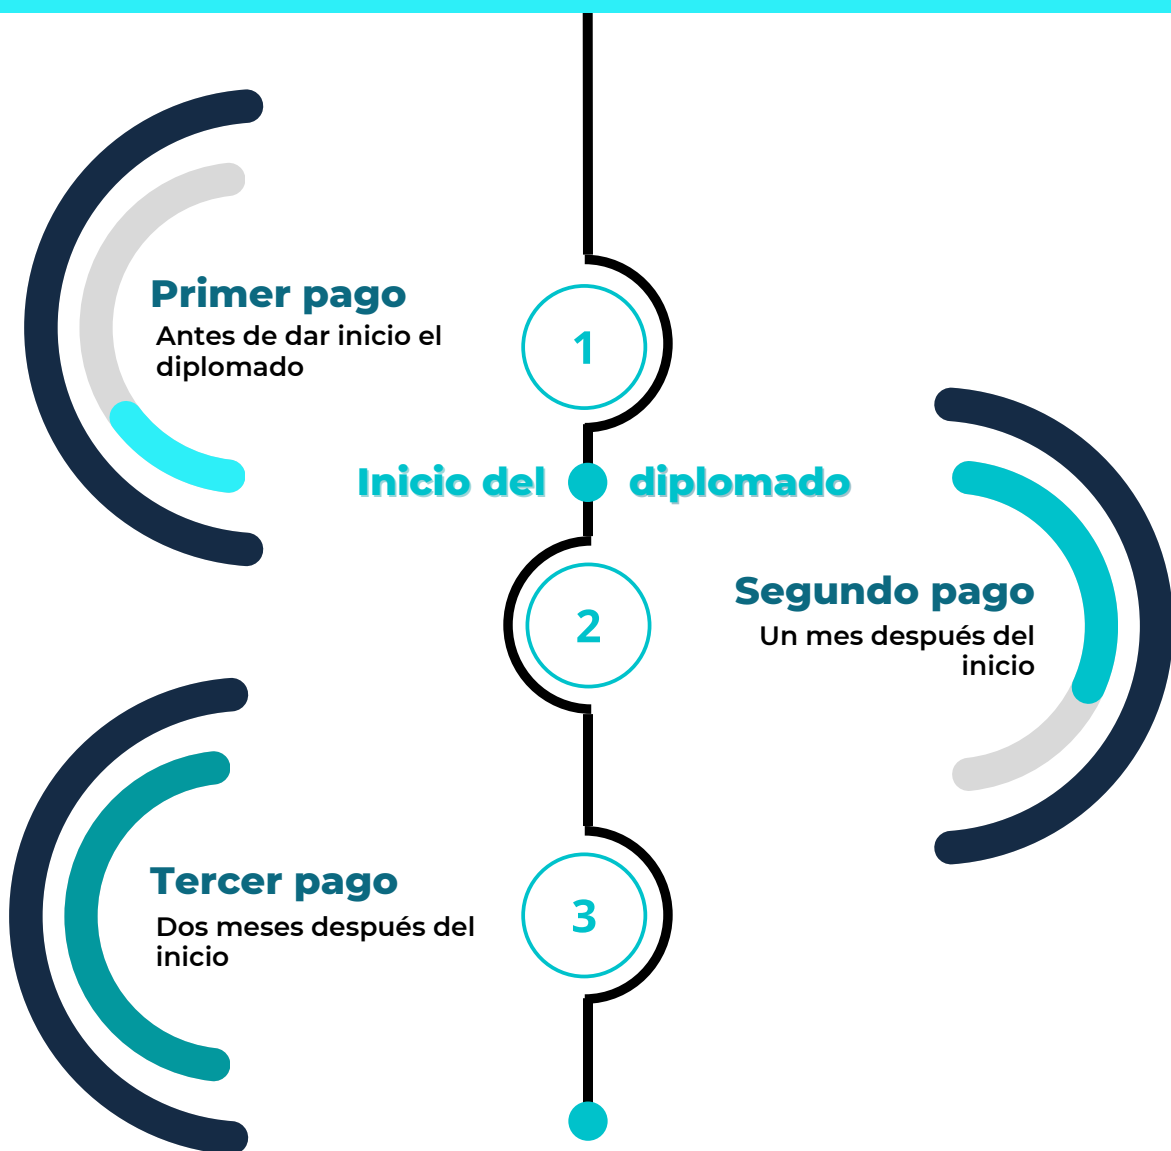 Primer pago
Antes de dar inicio el
diplomado
1
Inicio del diplomado
2
Segundo pago
Un mes después del
inicio
Tercer pago
Dos meses después del
inicio
3